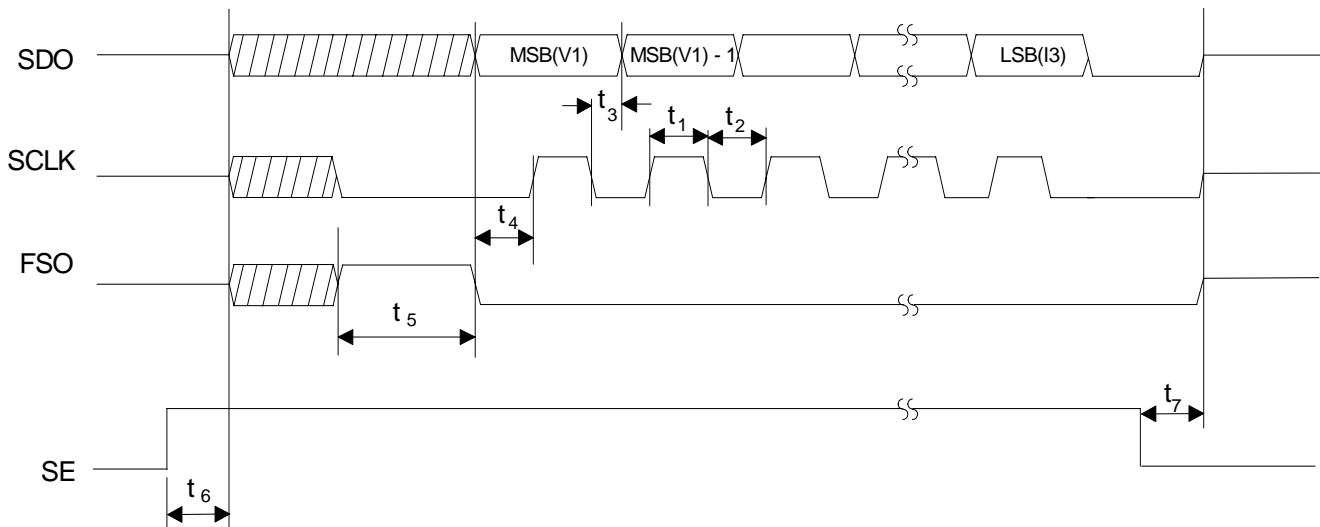 SDO
MSB(V1)
MSB(V1) - 1
LSB(I3)
t3
t1
t2
SCLK
t4
FSO
t5
t7
SE
t6